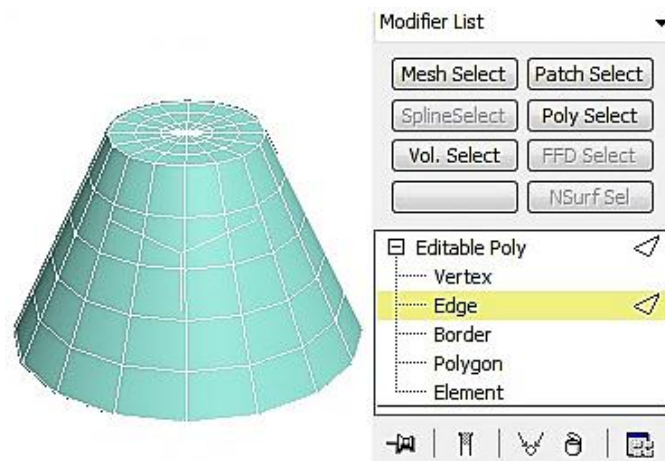 Modifier List
Mesh Select Patch Select
SplineSelect Poly Select
Vol. Select FFD Select
NSurf Sel
Editable Poly
Vertex
Edge
Border
Polygon
Element